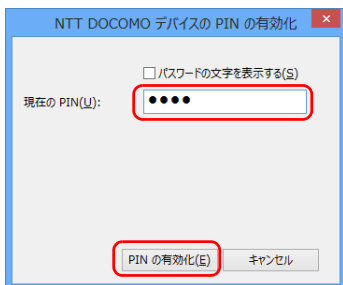 NTT DOCOMO デバイスの PIN の有効化
パスワードの文字を表示する(S)
現在の PIN(U):
PIN の有効化(E)
キャンセル